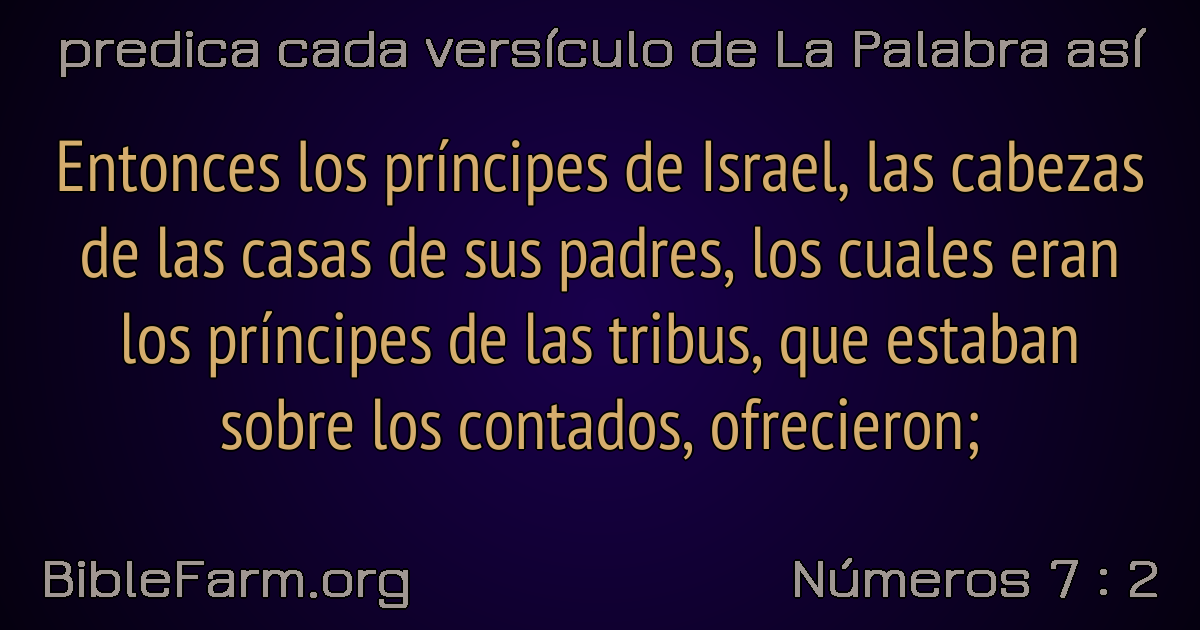 predica cada versículo de La Palabra así
Entonces los príncipes de Israel, las cabezas
de las casas de sus padres, los cuales eran
los príncipes de las tribus, que estaban
sobre los contados, ofrecieron;
BibleFarm.org
Números 7 : 2